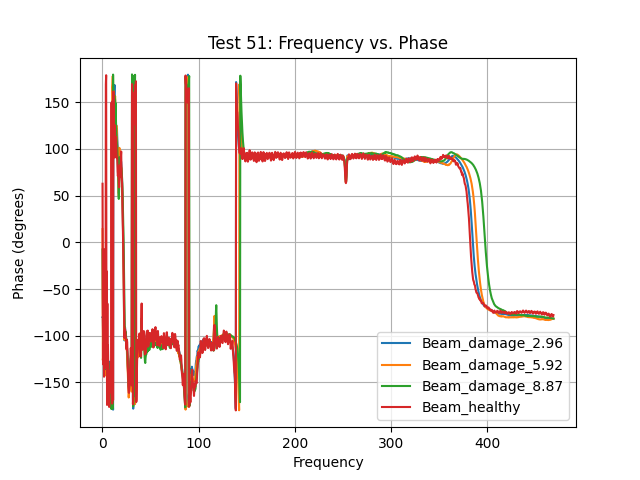 Test 51: Frequency vs. Phase
Phase (degrees)
150
100
50
0
−50
−100
−150
0
100
200
300
400
Frequency
Beam_damage_2.96
Beam_damage_5.92
Beam_damage_8.87
Beam_healthy